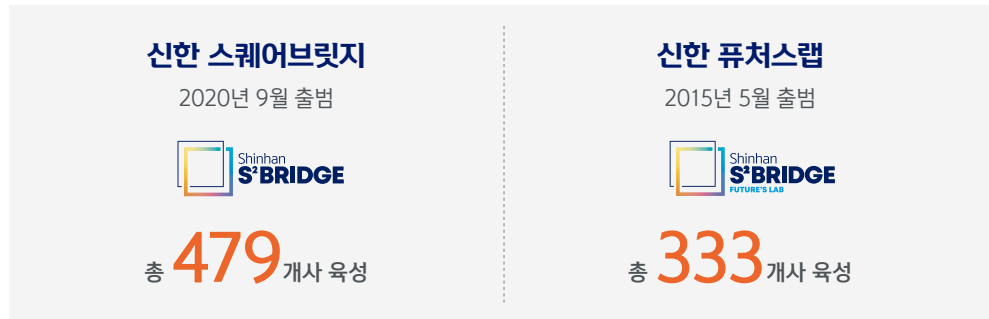 신한 스퀘어브릿지
2020년 9월 출범
Shinhan
S²BRIDGE
총 479개사 육성
신한 퓨처스랩
2015년 5월 출범
Shinhan
S²BRIDGE
FUTURE'S LAB
총 333개사 육성